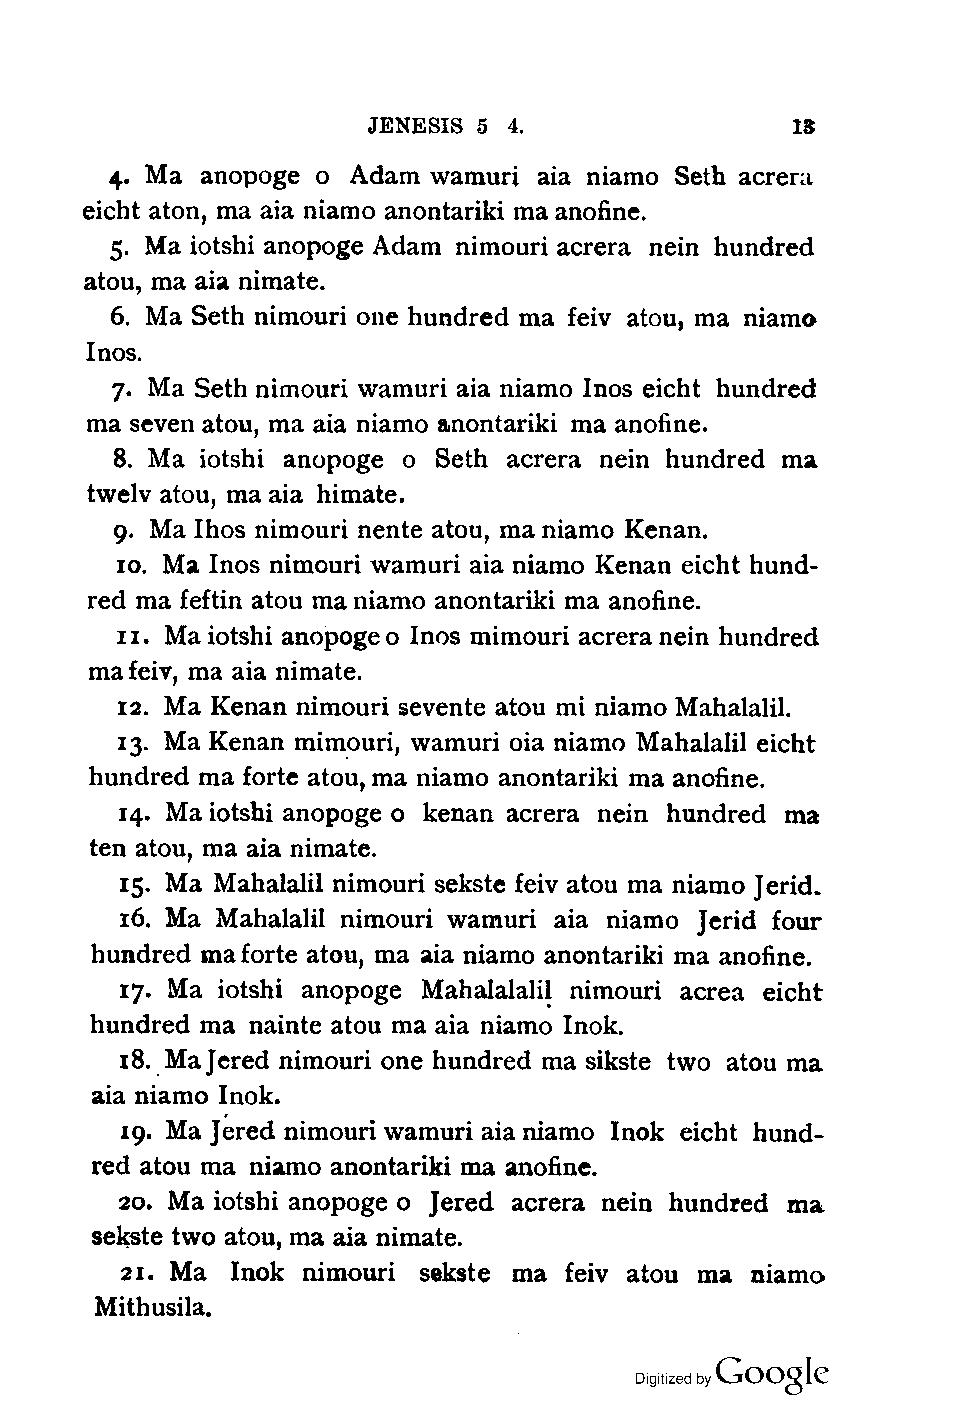 JENESIS 5 4. 13
4. Ma anopoge o Adam wamuri aia niamo Seth acrera
eicht aton, ma aia niamo anontariki ma anofine.
5. Ma iotshi anopoge Adam nimouri acrera nein hundred
atou, ma aia nimate.
6. Ma Seth nimouri one hundred ma feiv atou, ma niamo
Inos.
7. Ma Seth nimouri wamuri aia niamo Inos eicht hundred
ma seven atou, ma aia niamo anontariki ma anofine.
8. Ma iotshi anopoge o Seth acrera nein hundred ma
twelv atou, ma aia himate.
9. Ma Ihos nimouri nente atou, ma niamo Kenan.
10. Ma Inos nimouri wamuri aia niamo Kenan eicht hund-
red ma feftin atou ma niamo anontariki ma anofine.
11. Ma iotshi anopoge o Inos mimouri acrera nein hundred
ma feiv, ma aia nimate.
12. Ma Kenan nimouri sevente atou mi niamo Mahalalil.
13. Ma Kenan mimouri, wamuri oia niamo Mahalalil eicht
hundred ma forte atou, ma niamo anontariki ma anofine.
14. Ma iotshi anopoge o kenan acrera nein hundred ma
ten atou, ma aia nimate.
15. Ma Mahalalil nimouri sekste feiv atou ma niamo Jerid.
16. Ma Mahalalil nimouri wamuri aia niamo Jerid four
hundred ma forte atou, ma aia niamo anontariki ma anofine.
17. Ma iotshi anopoge Mahalalalil nimouri acrea eicht
hundred ma nainte atou ma aia niamo Inok.
18. Ma Jered nimouri one hundred ma sikste two atou ma
aia niamo Inok.
19. Ma Jered nimouri wamuri aia niamo Inok eicht hund-
red atou ma niamo anontariki ma anofine.
20. Ma iotshi anopoge o Jered acrera nein hundred ma
sekste two atou, ma aia nimate.
21. Ma Inok nimouri sekste ma feiv atou ma niamo
Mithusila.
Digitized by Google